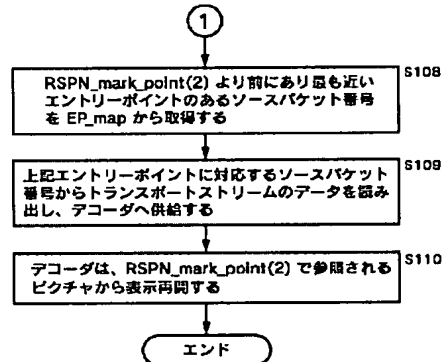 1
RSPN_mark_point(2) より前にあり最も近い
エントリーポイントのあるソースパケット番号
を EP_map から取得する
S108
上記エントリーポイントに対応するソースパケット
番号からトランスポートストリームのデータを読み
出し、デコーダへ供給する
S109
デコーダは、RSPN_mark_point(2) で参照される
ピクチャから表示再開する
S110
エンド